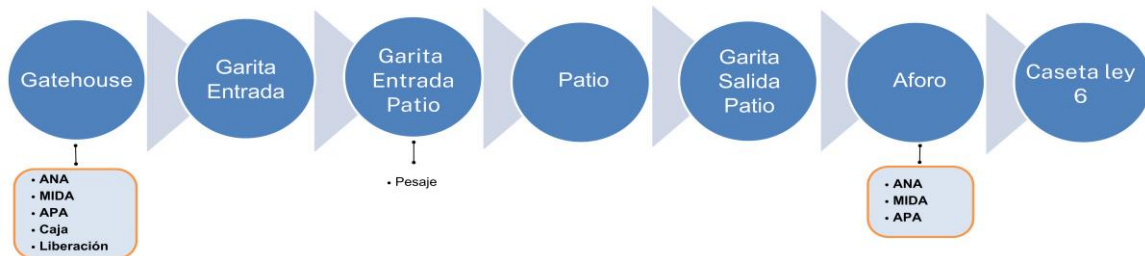 Gatehouse
Garita
Entrada
Garita
Entrada
Patio
Patio
Garita
Salida
Patio
Aforo
Caseta ley
6
• ANA
• MIDA
• APA
• Caja
• Liberación
• Pesaje
• ANA
• MIDA
• APA